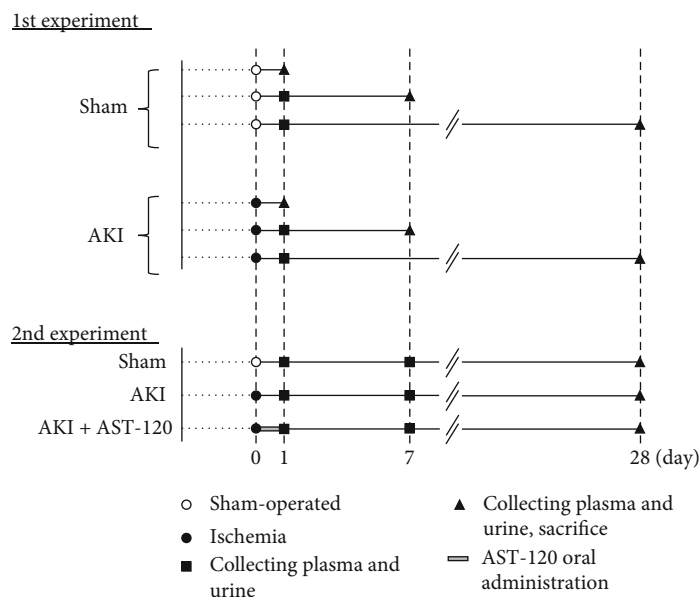 1st experiment
Sham
AKI
2nd experiment
Sham
AKI
AKI + AST-120
0 1 7 28 (day)
Sham-operated
Ischemia
Collecting plasma and
urine
Collecting plasma and
urine, sacrifice
AST-120 oral
administration